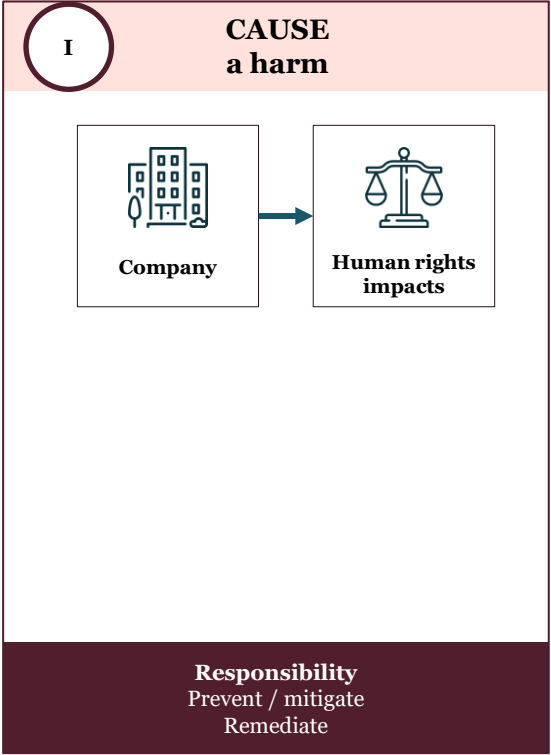 I
CAUSE
a harm
Company
Human rights
impacts
Responsibility
Prevent / mitigate
Remediate